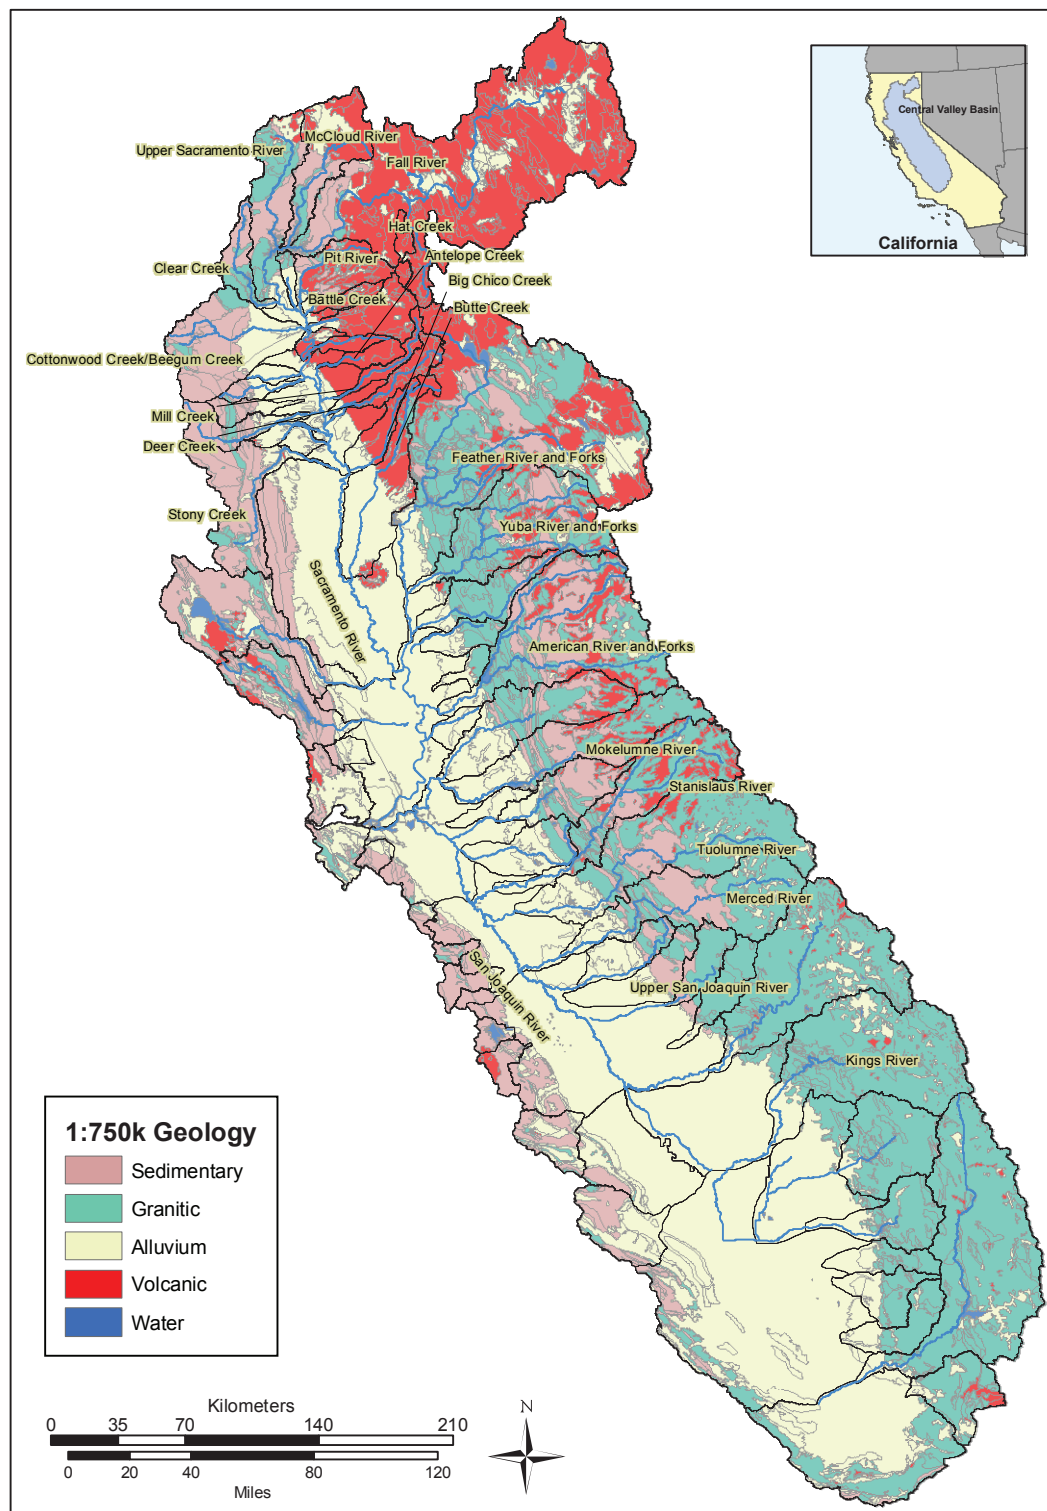 Central Valley Basin
California
McCloud River
Upper Sacramento River
Fall River
Hat Creek
Pit River
Antelope Creek
Clear Creek
Big Chico Creek
Battle Creek
Butte Creek
Cottonwood Creek/Beegum Creek
Mill Creek
Deer Creek
Feather River and Forks
Stony Creek
Yuba River and Forks
Sacramento River
American River and Forks
Mokelumne River
Stanislaus River
Tuolumne River
Merced River
San Joaquin River
Upper San Joaquin River
Kings River
1:750k Geology
Sedimentary
Granitic
Alluvium
Volcanic
Water
Kilometers
0 35 70 140 210
0 20 40 80 120
Miles
N